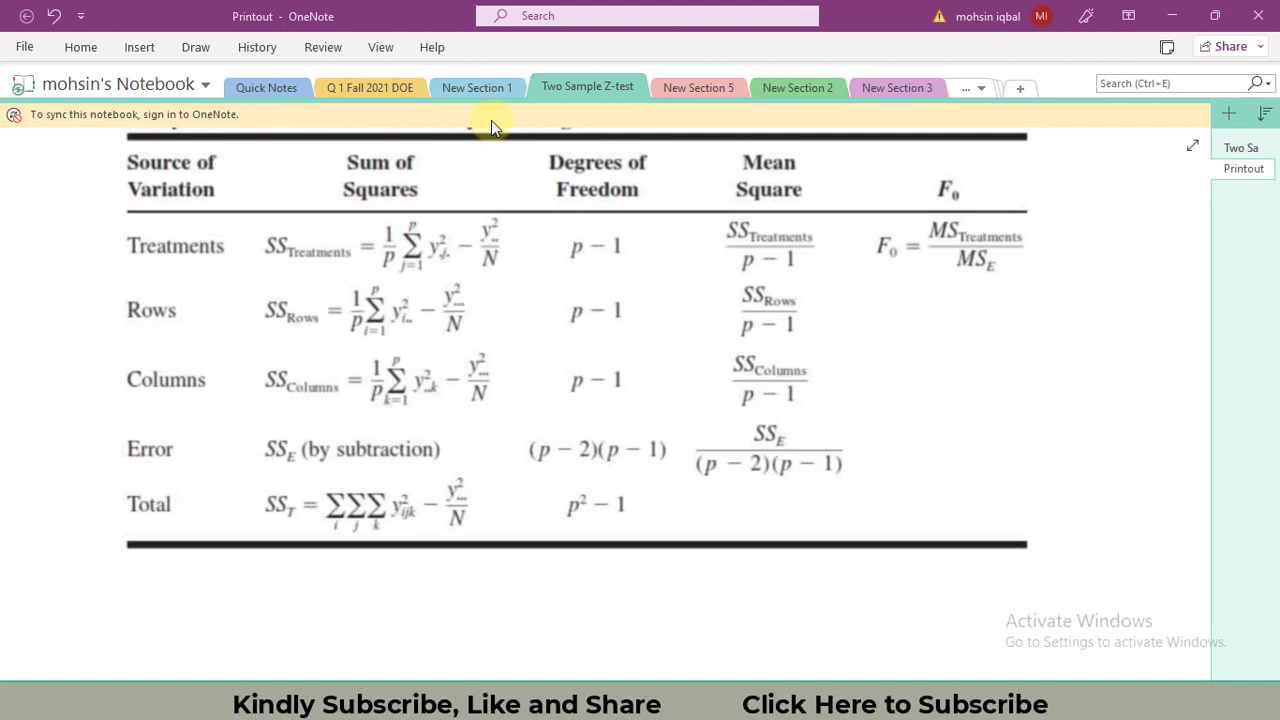 Printout - OneNote
Search
mohsin iqbal
MI
File Home Insert Draw History Review View Help
Share
mohsin's Notebook
Quick Notes
Q 1 Fall 2021 DOE
New Section 1
Two Sample Z-test
New Section 5
New Section 2
New Section 3
...
Search (Ctrl+E)
To sync this notebook, sign in to OneNote.
Two Sa
Printout
Source of Variation Sum of Squares Degrees of Freedom Mean Square F₀
Treatments SS_Treatments = 1/p ∑_{j=1}^{p} y²_{.j.} − y²_{...}/N p − 1 SS_Treatments/(p − 1) F₀ = MS_Treatments/MS_E
Rows SS_Rows = 1/p ∑_{i=1}^{p} y²_{i..} − y²_{...}/N p − 1 SS_Rows/(p − 1)
Columns SS_Columns = 1/p ∑_{k=1}^{p} y²_{..k} − y²_{...}/N p − 1 SS_Columns/(p − 1)
Error SS_E (by subtraction) (p − 2)(p − 1) SS_E/((p − 2)(p − 1))
Total SS_T = ∑_i ∑_j ∑_k y²_{ijk} − y²_{...}/N p² − 1
Activate Windows
Go to Settings to activate Windows.
Kindly Subscribe, Like and Share Click Here to Subscribe